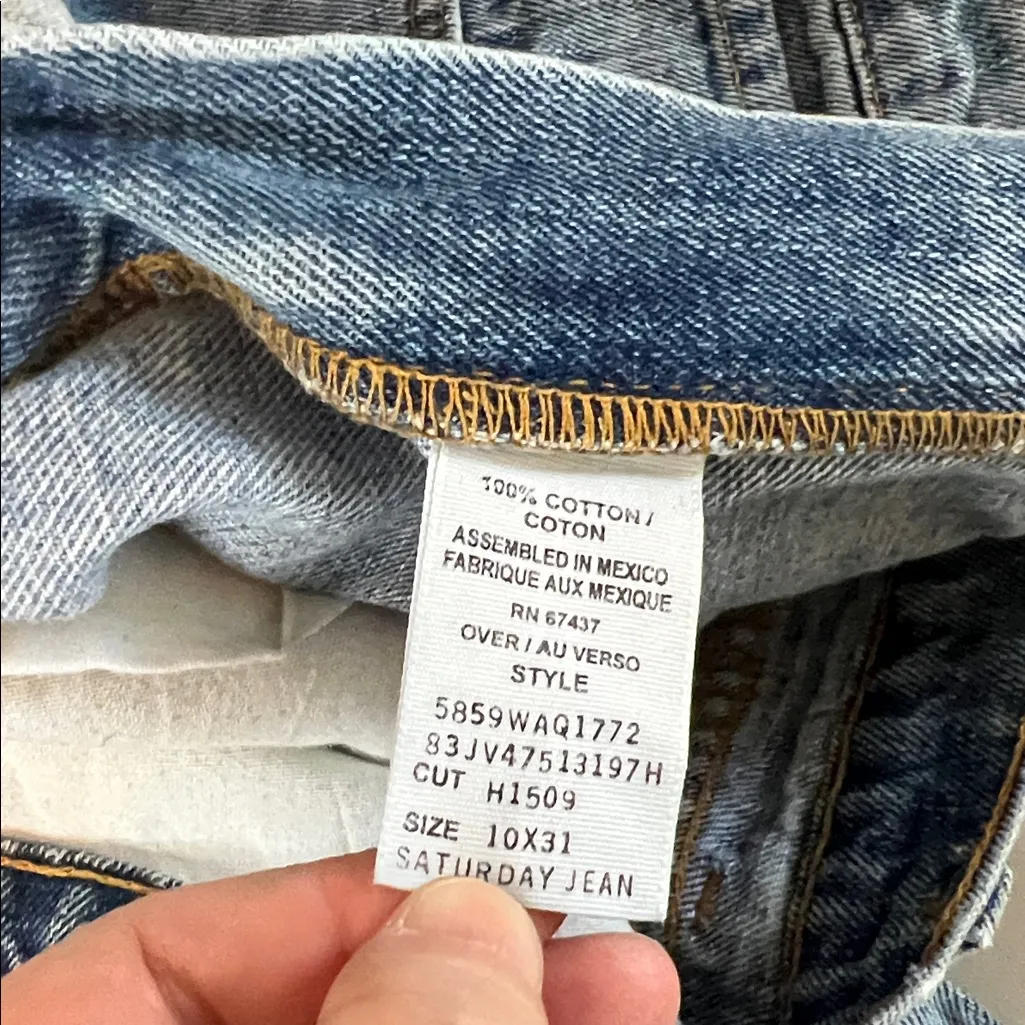 100% COTTON /
COTON
ASSEMBLED IN MEXICO
FABRIQUE AUX MEXIQUE
RN 67437
OVER / AU VERSO
STYLE
5859WAQ1772
83JV47513197H
CUT H1509
SIZE 10X31
SATURDAY JEAN